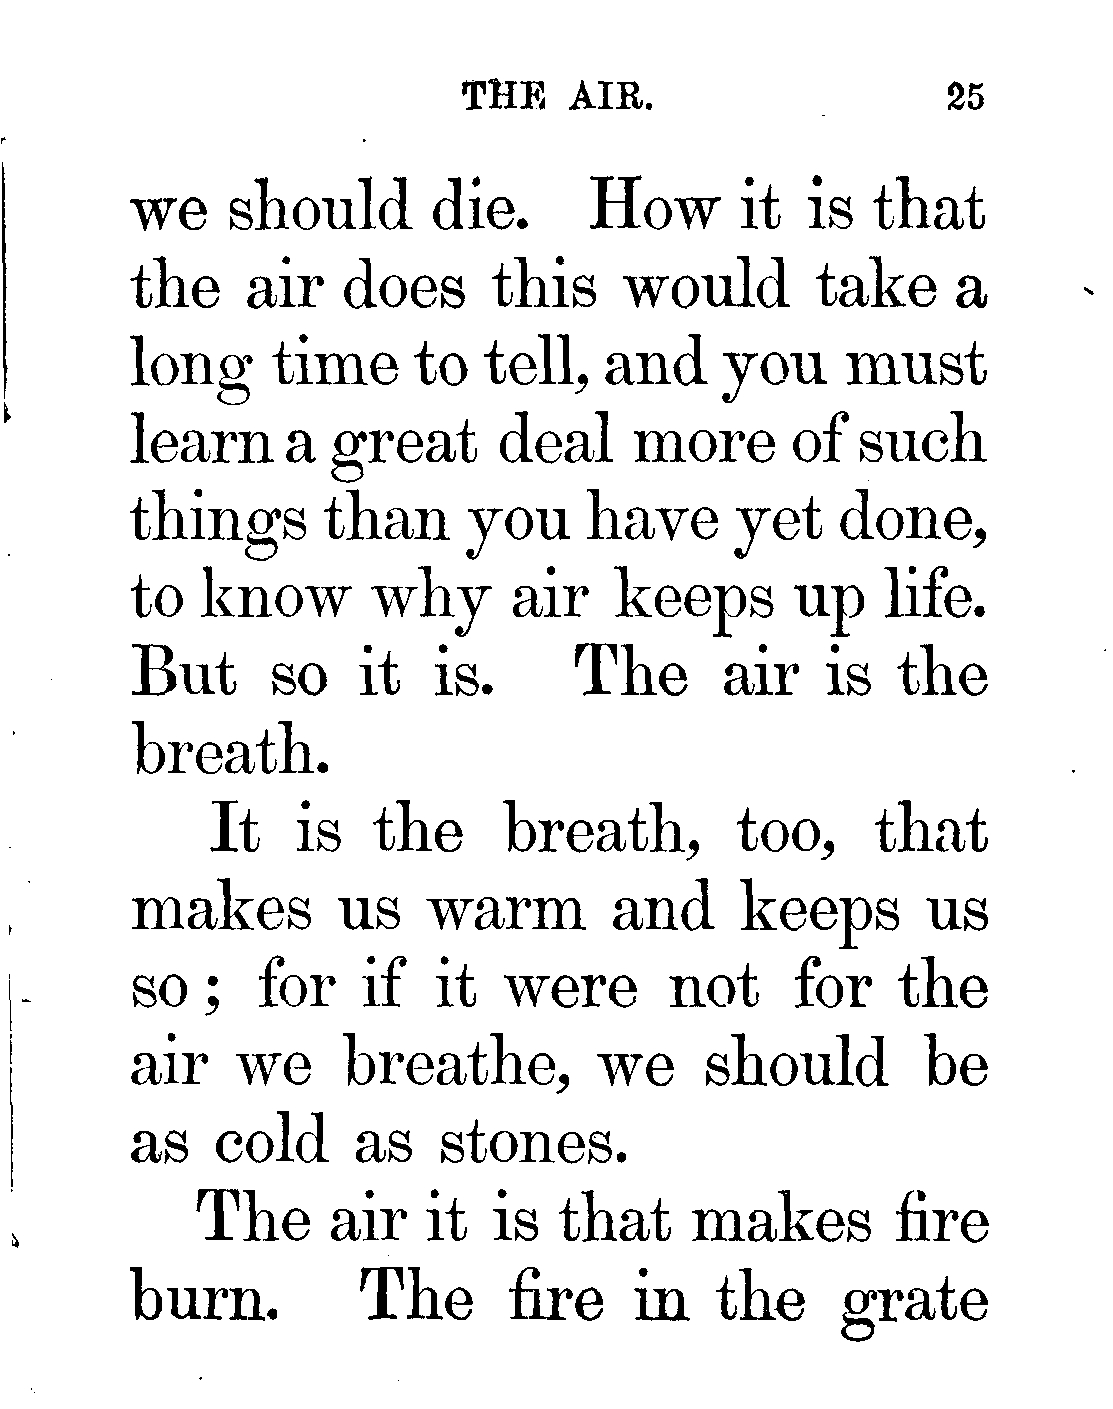 THE AIR. 25
we should die. How it is that
the air does this would take a
long time to tell, and you must
learn a great deal more of such
things than you have yet done,
to know why air keeps up life.
But so it is. The air is the
breath.
It is the breath, too, that
makes us warm and keeps us
so; for if it were not for the
air we breathe, we should be
as cold as stones.
The air it is that makes fire
burn. The fire in the grate